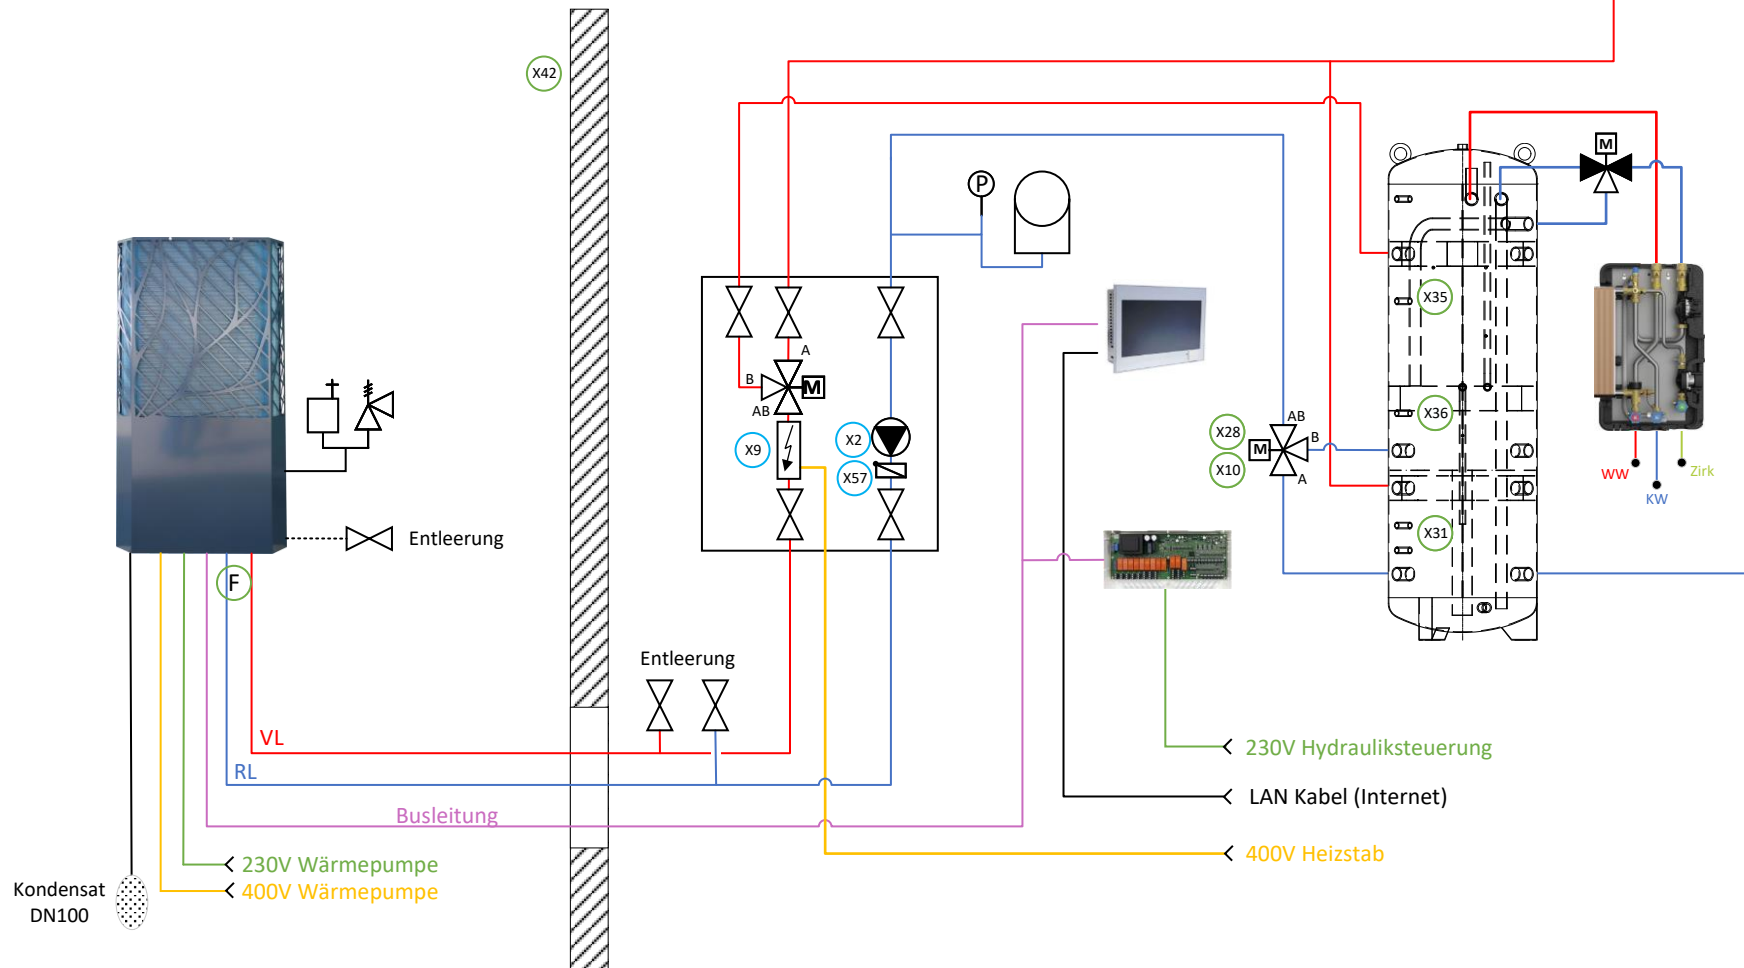 X42
P
M
X35
A
B
M
AB
X36
X28
AB
B
M
X10
A
X9
X2
X57
WW
KW
Zirk
X31
Entleerung
F
Entleerung
VL
RL
230V Hydrauliksteuerung
LAN Kabel (Internet)
Busleitung
400V Heizstab
230V Wärmepumpe
400V Wärmepumpe
Kondensat
DN100